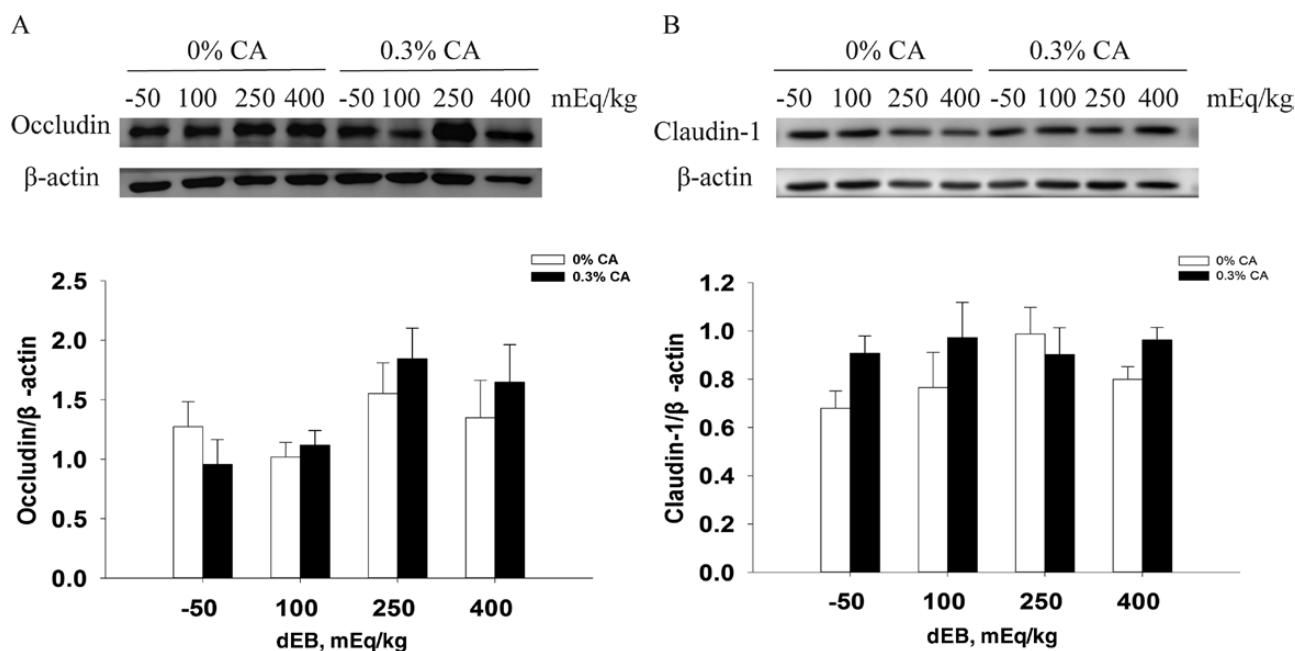 A
0% CA 0.3% CA
-50 100 250 400 -50 100 250 400 mEq/kg
Occludin
β-actin
0% CA
0.3% CA
Occludin/β -actin
2.5
2.0
1.5
1.0
0.5
0.0
-50 100 250 400
dEB, mEq/kg
B
0% CA 0.3% CA
-50 100 250 400 -50 100 250 400 mEq/kg
Claudin-1
β-actin
0% CA
0.3% CA
Claudin-1/β -actin
1.2
1.0
0.8
0.6
0.4
0.2
0.0
-50 100 250 400
dEB, mEq/kg